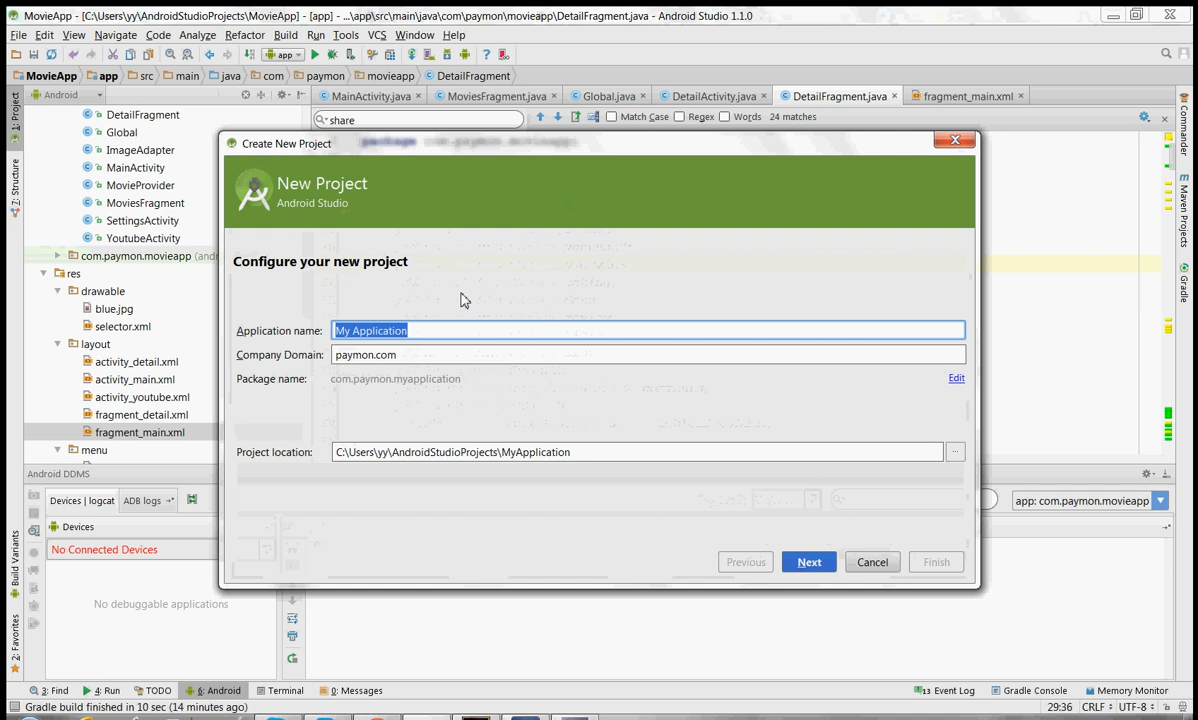 MovieApp - [C:\Users\yy\AndroidStudioProjects\MovieApp] - [app] - ...\app\src\main\java\com\paymon\movieapp\DetailFragment.java - Android Studio 1.1.0
File Edit View Navigate Code Analyze Refactor Build Run Tools VCS Window Help
app
MovieApp app src main java com paymon movieapp DetailFragment
Android
MainActivity.java MoviesFragment.java Global.java DetailActivity.java DetailFragment.java fragment_main.xml
share Match Case Regex Words 24 matches
1: Project
7: Structure
Build Variants
2: Favorites
DetailFragment
Global
ImageAdapter
MainActivity
MovieProvider
MoviesFragment
SettingsActivity
YoutubeActivity
com.paymon.movieapp (andr
res
drawable
blue.jpg
selector.xml
layout
activity_detail.xml
activity_main.xml
activity_youtube.xml
fragment_detail.xml
fragment_main.xml
menu
Create New Project
New Project
Android Studio
Configure your new project
Application name: My Application
Company Domain: paymon.com
Package name: com.paymon.myapplication Edit
Project location: C:\Users\yy\AndroidStudioProjects\MyApplication ...
Previous Next Cancel Finish
Commander
Maven Projects
Gradle
Android DDMS
Devices | logcat ADB logs
app: com.paymon.movieapp
Devices
No Connected Devices
No debuggable applications
3: Find 4: Run TODO 6: Android Terminal 0: Messages 13 Event Log Gradle Console Memory Monitor
Gradle build finished in 10 sec (14 minutes ago) 29:36 CRLF UTF-8